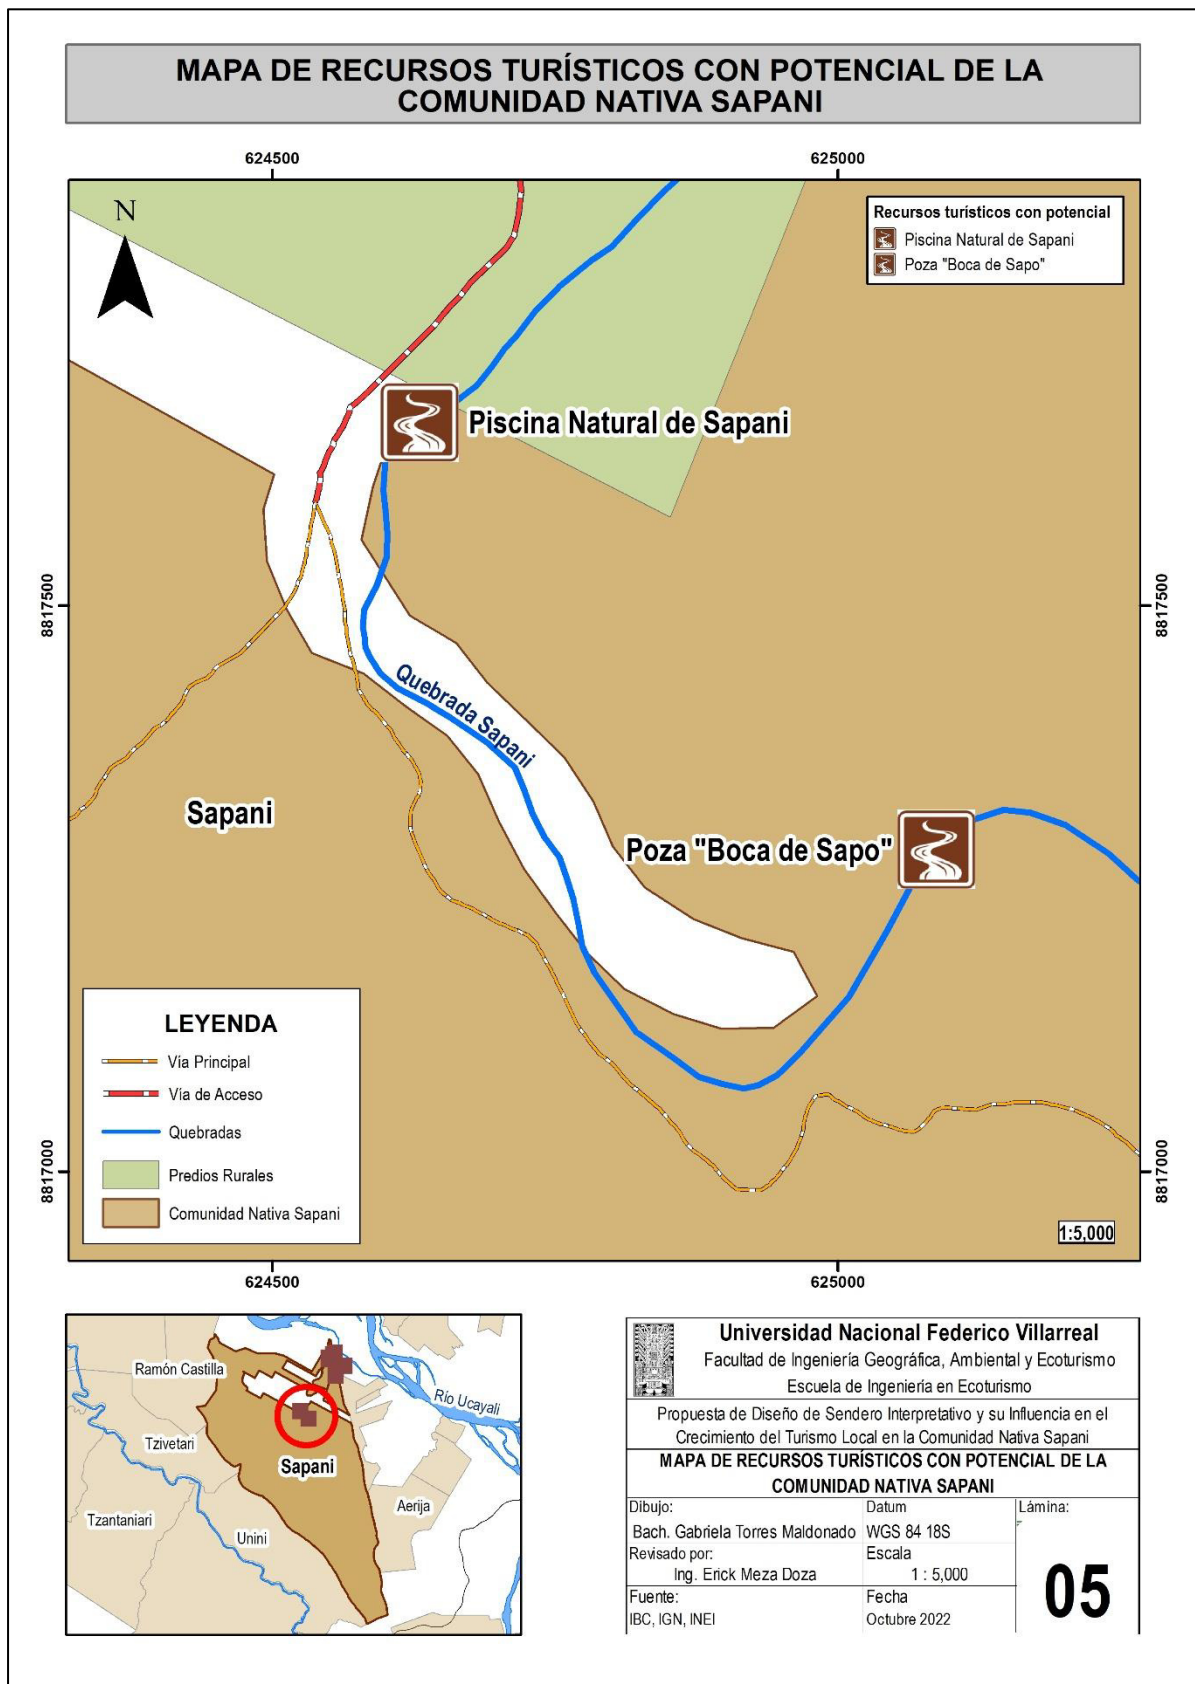 MAPA DE RECURSOS TURÍSTICOS CON POTENCIAL DE LA
COMUNIDAD NATIVA SAPANI
624500
625000
N
Recursos turísticos con potencial
Piscina Natural de Sapani
Poza "Boca de Sapo"
Piscina Natural de Sapani
8817500
8817500
Quebrada Sapani
Sapani
Poza "Boca de Sapo"
LEYENDA
Vía Principal
Vía de Acceso
Quebradas
Predios Rurales
Comunidad Nativa Sapani
8817000
8817000
1:5,000
624500
625000
Ramón Castilla
Río Ucayali
Tzivetari
Sapani
Aerija
Tzantaniari
Unini
Universidad Nacional Federico Villarreal
Facultad de Ingeniería Geográfica, Ambiental y Ecoturismo
Escuela de Ingeniería en Ecoturismo
Propuesta de Diseño de Sendero Interpretativo y su Influencia en el
Crecimiento del Turismo Local en la Comunidad Nativa Sapani
MAPA DE RECURSOS TURÍSTICOS CON POTENCIAL DE LA
COMUNIDAD NATIVA SAPANI
Dibujo:
Bach. Gabriela Torres Maldonado
Datum
WGS 84 18S
Lámina:
Revisado por:
Ing. Erick Meza Doza
Escala
1 : 5,000
05
Fuente:
IBC, IGN, INEI
Fecha
Octubre 2022